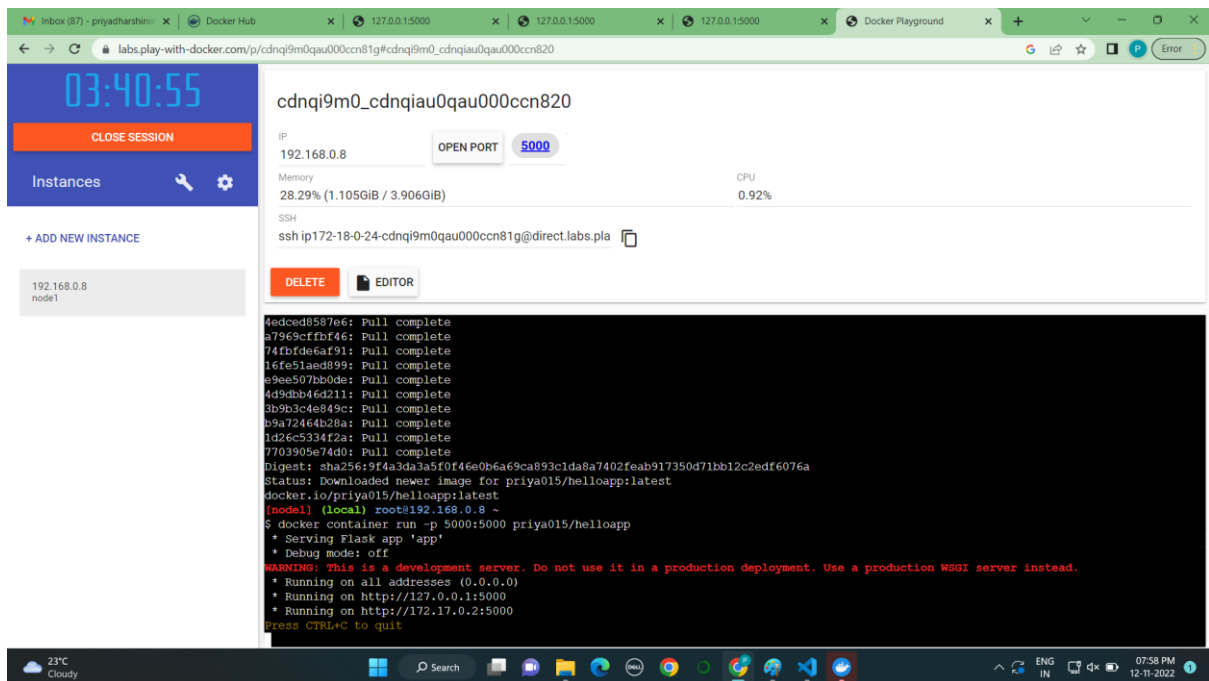 Inbox (87) - priyadharshinis
Docker Hub
127.0.0.1:5000
127.0.0.1:5000
127.0.0.1:5000
Docker Playground
labs.play-with-docker.com/p/cdnqi9m0qau000ccn81g#cdnqi9m0_cdnqiau0qau000ccn820
P
Error
03:40:55
CLOSE SESSION
Instances
+ ADD NEW INSTANCE
192.168.0.8
node1
cdnqi9m0_cdnqiau0qau000ccn820
IP
192.168.0.8
OPEN PORT
5000
Memory
28.29% (1.105GiB / 3.906GiB)
CPU
0.92%
SSH
ssh ip172-18-0-24-cdnqi9m0qau000ccn81g@direct.labs.pla
DELETE
EDITOR
4edced8587e6: Pull complete
a7969cffbf46: Pull complete
74fbfde6af91: Pull complete
16fe51aed899: Pull complete
e9ee507bb0de: Pull complete
4d9dbb46d211: Pull complete
3b9b3c4e849c: Pull complete
b9a72464b28a: Pull complete
1d26c5334f2a: Pull complete
7703905e74d0: Pull complete
Digest: sha256:9f4a3da3a5f0f46e0b6a69ca893c1da8a7402feab917350d71bb12c2edf6076a
Status: Downloaded newer image for priya015/helloapp:latest
docker.io/priya015/helloapp:latest
[node1] (local) root@192.168.0.8 ~
$ docker container run -p 5000:5000 priya015/helloapp
* Serving Flask app 'app'
* Debug mode: off
WARNING: This is a development server. Do not use it in a production deployment. Use a production WSGI server instead.
* Running on all addresses (0.0.0.0)
* Running on http://127.0.0.1:5000
* Running on http://172.17.0.2:5000
Press CTRL+C to quit
23°C
Cloudy
Search
DELL
ENG
IN
07:58 PM
12-11-2022
1